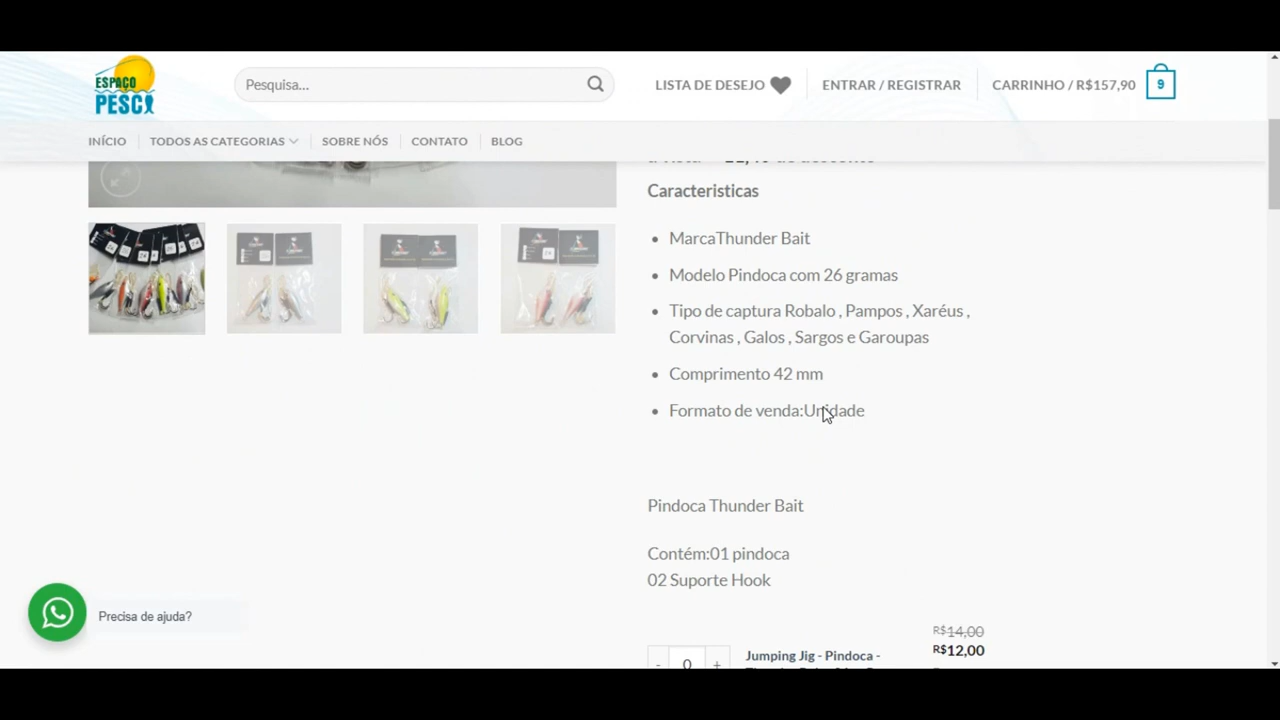 ESPAÇO
PESCA
Pesquisa...
LISTA DE DESEJO
ENTRAR / REGISTRAR
CARRINHO / R$157,90
9
INÍCIO
TODOS AS CATEGORIAS
SOBRE NÓS
CONTATO
BLOG
Caracteristicas
MarcaThunder Bait
Modelo Pindoca com 26 gramas
Tipo de captura Robalo , Pampos , Xaréus ,
Corvinas , Galos , Sargos e Garoupas
Comprimento 42 mm
Formato de venda:Unidade
Pindoca Thunder Bait
Contém:01 pindoca
02 Suporte Hook
Precisa de ajuda?
- 0 +
Jumping Jig - Pindoca -
R$14,00
R$12,00